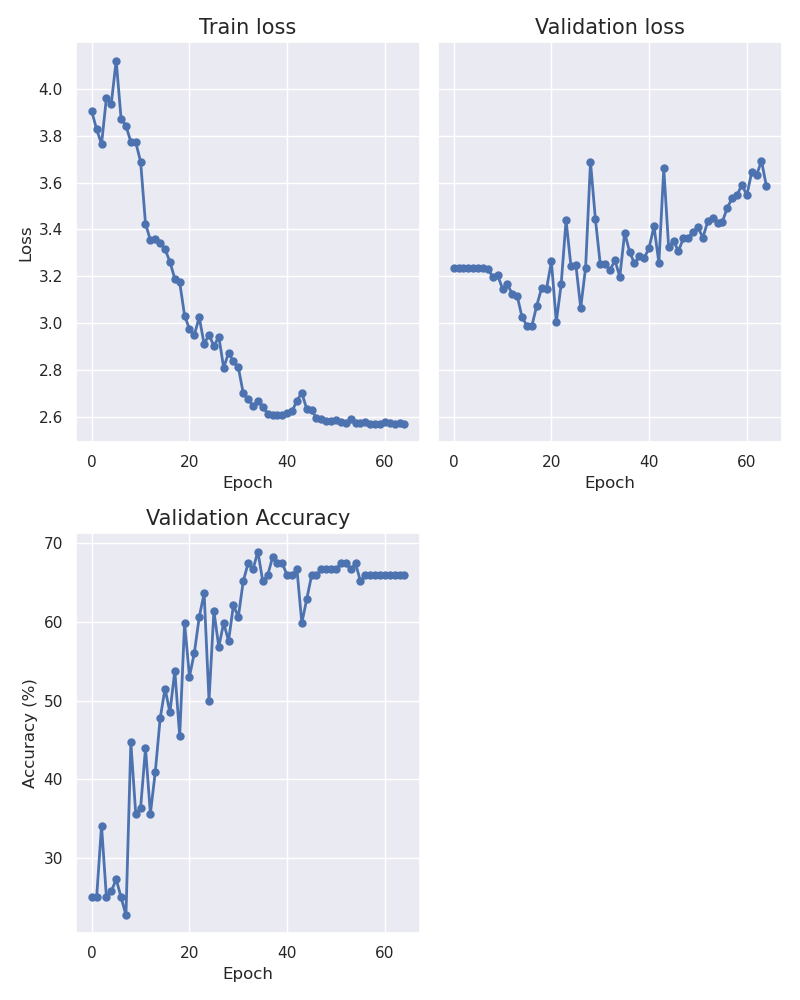 Train loss
Validation loss
4.0
3.8
3.6
3.4
3.2
3.0
2.8
2.6
Loss
0 20 40 60
0 20 40 60
Epoch
Epoch
Validation Accuracy
70
60
50
40
30
Accuracy (%)
0 20 40 60
Epoch